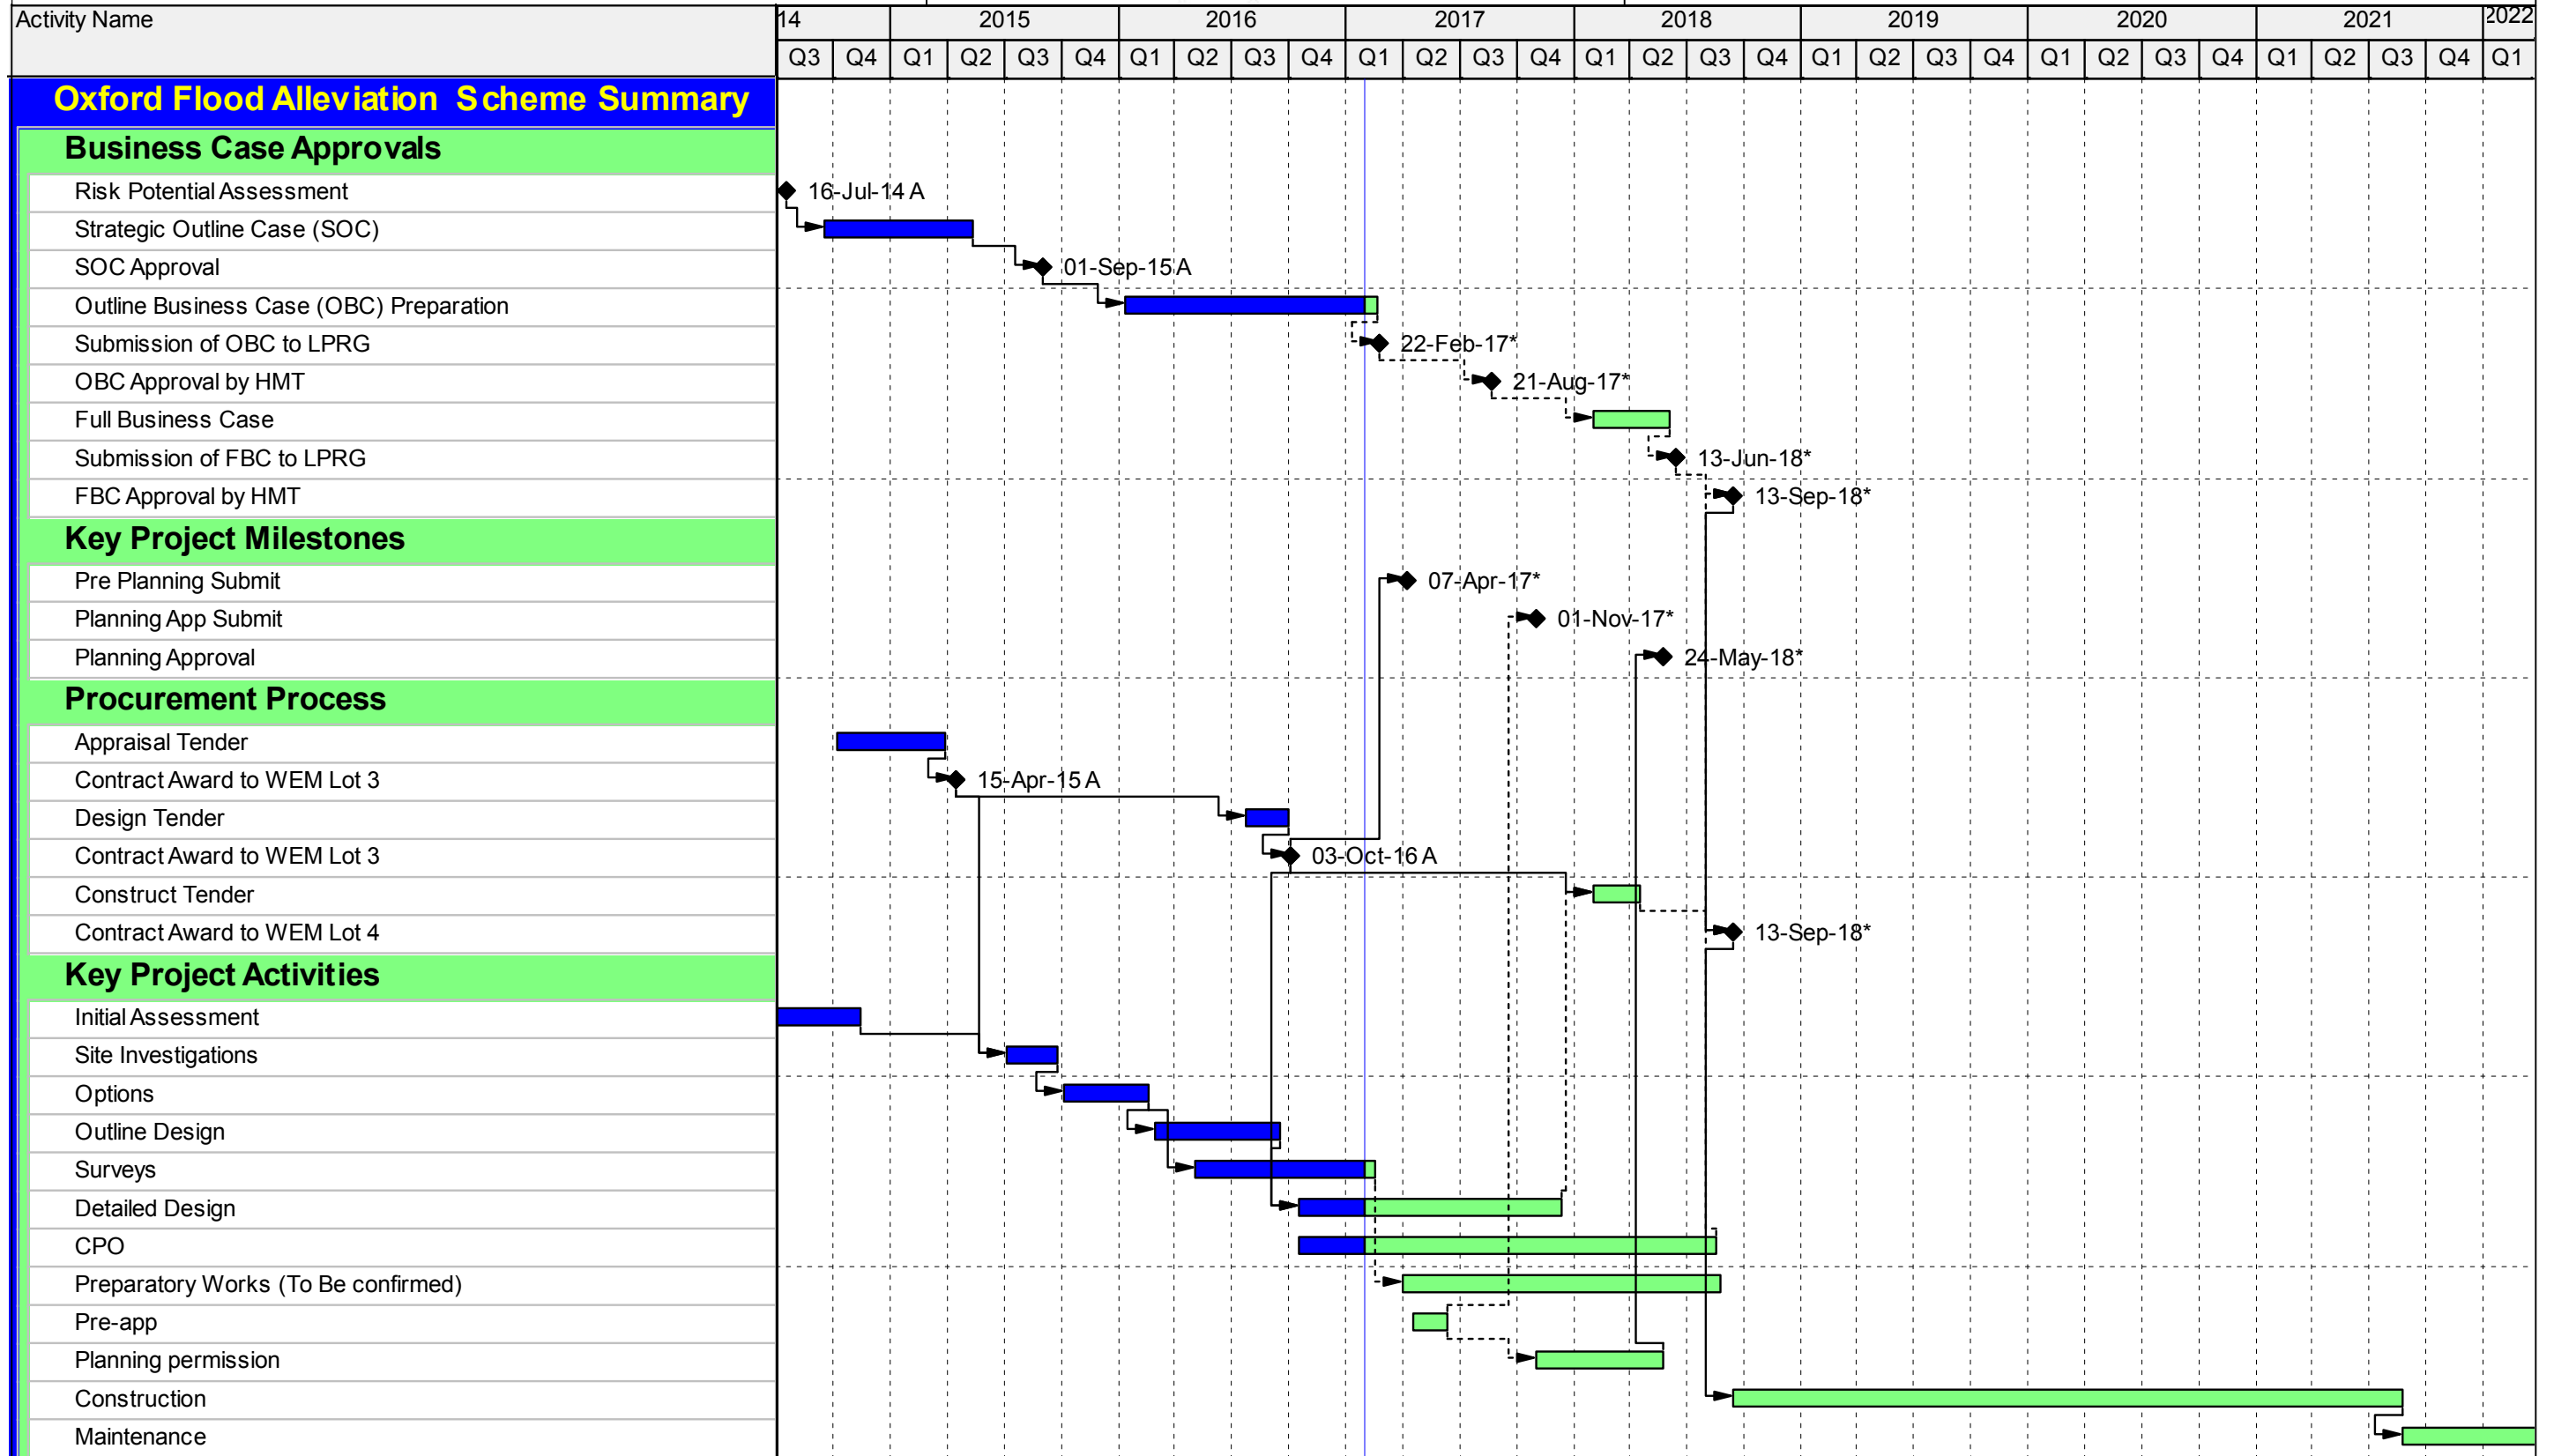 Activity Name
14 2015 2016 2017 2018 2019 2020 2021 2022
Q3 Q4 Q1 Q2 Q3 Q4 Q1 Q2 Q3 Q4 Q1 Q2 Q3 Q4 Q1 Q2 Q3 Q4 Q1 Q2 Q3 Q4 Q1 Q2 Q3 Q4 Q1 Q2 Q3 Q4 Q1
Oxford Flood Alleviation Scheme Summary
Business Case Approvals
Risk Potential Assessment 16-Jul-14 A
Strategic Outline Case (SOC)
SOC Approval 01-Sep-15 A
Outline Business Case (OBC) Preparation
Submission of OBC to LPRG 22-Feb-17*
OBC Approval by HMT 21-Aug-17*
Full Business Case
Submission of FBC to LPRG 13-Jun-18*
FBC Approval by HMT 13-Sep-18*
Key Project Milestones
Pre Planning Submit 07-Apr-17*
Planning App Submit 01-Nov-17*
Planning Approval 24-May-18*
Procurement Process
Appraisal Tender
Contract Award to WEM Lot 3 15-Apr-15 A
Design Tender
Contract Award to WEM Lot 3 03-Oct-16 A
Construct Tender
Contract Award to WEM Lot 4 13-Sep-18*
Key Project Activities
Initial Assessment
Site Investigations
Options
Outline Design
Surveys
Detailed Design
CPO
Preparatory Works (To Be confirmed)
Pre-app
Planning permission
Construction
Maintenance